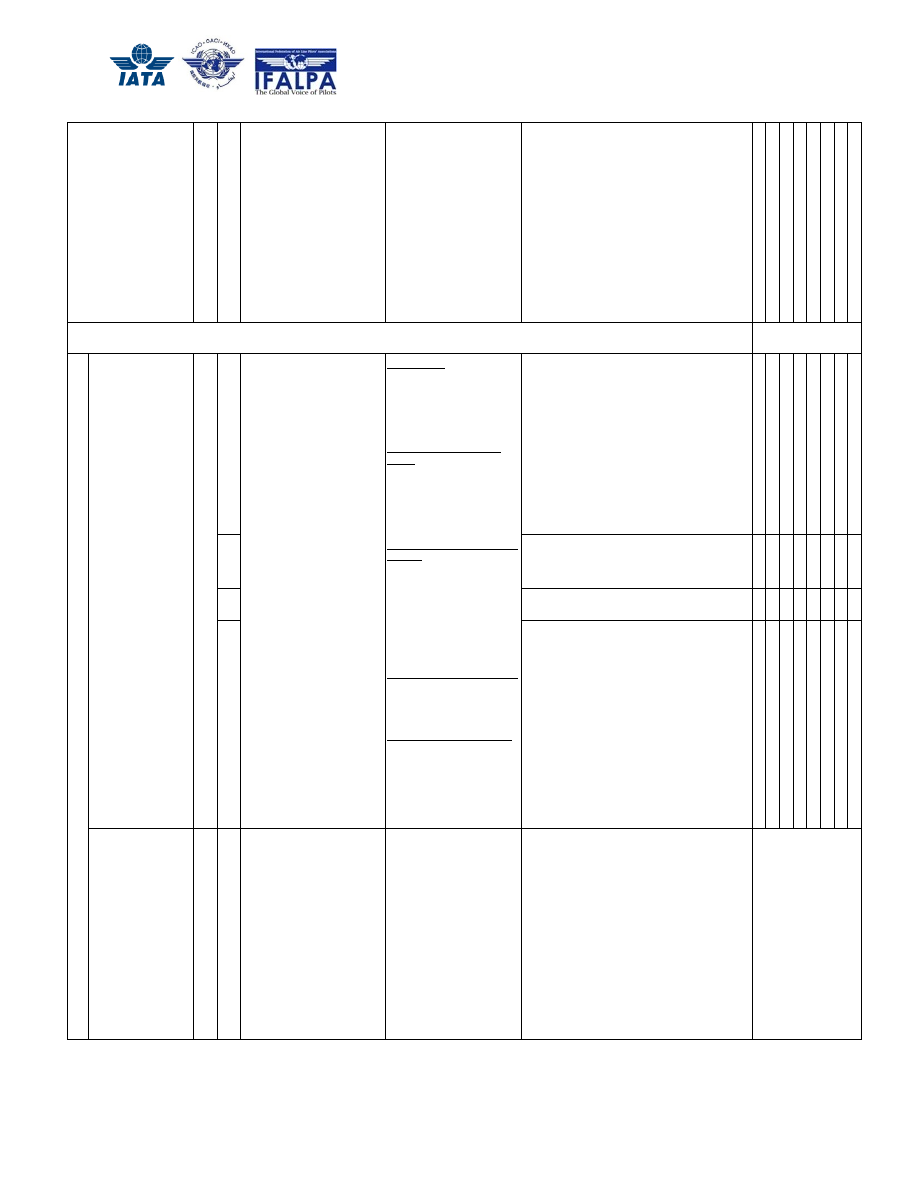 IATA
ICAO · OACI · ИКАО
International Federation of Air Line Pilots' Associations
IFALPA
The Global Voice of Pilots